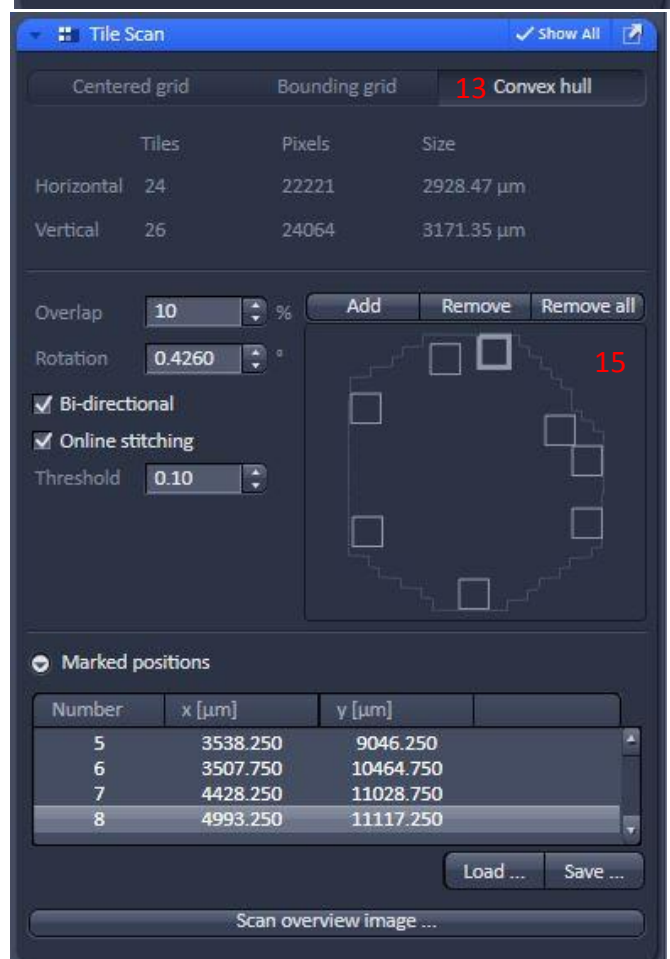 Tile Scan Show All
Centered grid Bounding grid 13 Convex hull
Tiles Pixels Size
Horizontal 24 22221 2928.47 µm
Vertical 26 24064 3171.35 µm
Overlap 10 % Add Remove Remove all
Rotation 0.4260 °
15
Bi-directional
Online stitching
Threshold 0.10
Marked positions
Number x [µm] y [µm]
5 3538.250 9046.250
6 3507.750 10464.750
7 4428.250 11028.750
8 4993.250 11117.250
Load ... Save ...
Scan overview image ...